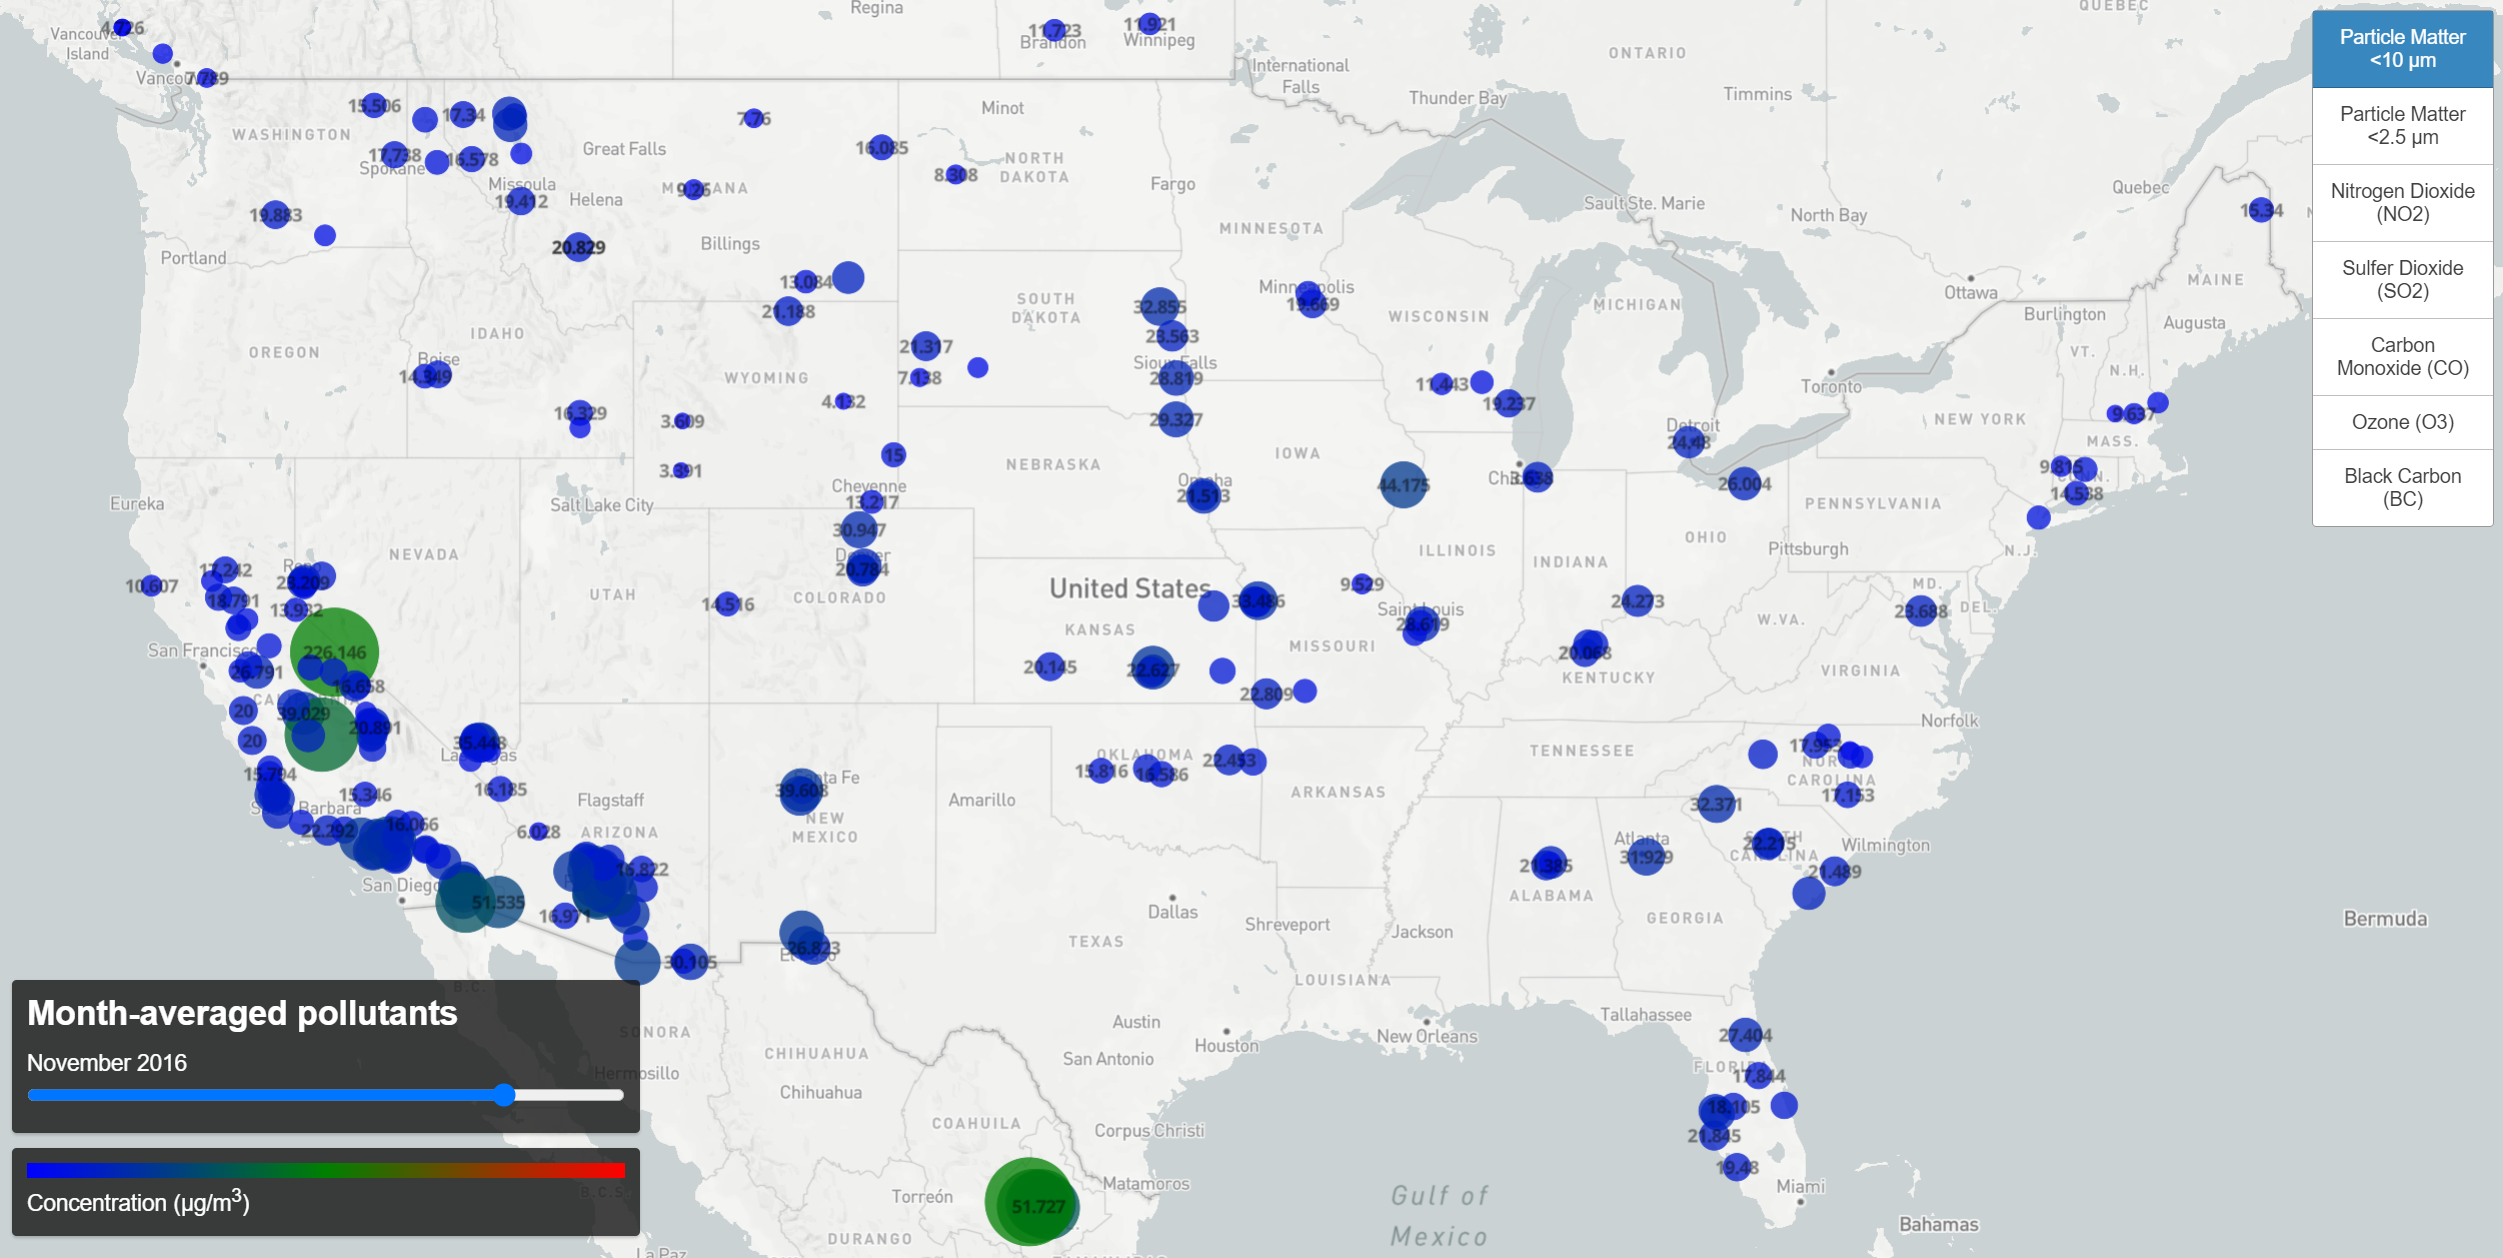 Regina
QUEBEC
4.726
Vancouver
Island
11.723
Brandon
11.921
Winnipeg
ONTARIO
International
Falls
7.789
Thunder Bay
Timmins
15.506
17.34
WASHINGTON
7.76
Minot
Great Falls
16.085
NORTH
DAKOTA
17.738
Spokane
16.578
8.308
Missoula
19.412
Helena
9.26
Fargo
Sault Ste. Marie
Quebec
North Bay
15.34
19.883
MINNESOTA
20.829
Billings
Portland
13.084
Minneapolis
19.669
Ottawa
MAINE
SOUTH
DAKOTA
32.855
MICHIGAN
WISCONSIN
Burlington
Augusta
21.188
IDAHO
23.563
OREGON
21.317
Sioux Falls
28.819
VT.
N.H.
Boise
14.349
WYOMING
7.138
11.443
Toronto
4.132
19.237
16.329
3.609
29.327
NEW YORK
9.637
Detroit
24.48
MASS.
3.391
15
NEBRASKA
IOWA
9.815
Cheyenne
13.217
Omaha
21.513
44.175
3.638
26.004
14.538
Eureka
Salt Lake City
PENNSYLVANIA
30.947
OHIO
Pittsburgh
NEVADA
Denver
20.784
ILLINOIS
INDIANA
N.J.
10.607
17.242
Reno
23.209
18.791
13.932
UTAH
14.516
COLORADO
United States
33.486
9.529
Saint Louis
28.619
24.273
MD.
DEL.
23.688
W.VA.
KANSAS
MISSOURI
San Francisco
226.146
20.145
22.627
20.068
KENTUCKY
VIRGINIA
26.791
16.658
22.809
20
39.029
20.891
Norfolk
20
35.448
Las Vegas
OKLAHOMA
15.816
16.586
22.453
TENNESSEE
17.953
NORTH
CAROLINA
17.153
15.794
15.346
16.185
Santa Fe
39.608
NEW
MEXICO
Flagstaff
Amarillo
ARKANSAS
32.371
22.292
16.066
6.028
ARIZONA
Atlanta
31.929
22.215
Wilmington
16.822
21.385
ALABAMA
21.489
San Diego
51.535
16.971
Dallas
Shreveport
Jackson
GEORGIA
Bermuda
TEXAS
26.823
El Paso
30.105
LOUISIANA
B.C.
Austin
Tallahassee
SONORA
Houston
New Orleans
27.404
CHIHUAHUA
San Antonio
FLORIDA
17.844
Hermosillo
Chihuahua
18.105
COAHUILA
Corpus Christi
21.845
19.48
Torreón
Matamoros
Miami
51.727
Gulf of
Mexico
Bahamas
DURANGO
La Paz
B.C.S.
Particle Matter
<10 µm
Particle Matter
<2.5 µm
Nitrogen Dioxide
(NO2)
Sulfer Dioxide
(SO2)
Carbon
Monoxide (CO)
Ozone (O3)
Black Carbon
(BC)
Month-averaged pollutants
November 2016
Concentration (µg/m3)